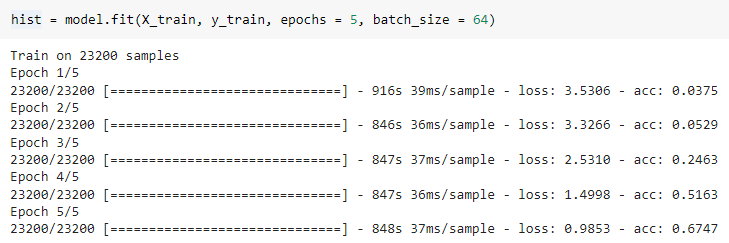 hist = model.fit(X_train, y_train, epochs = 5, batch_size = 64)
Train on 23200 samples
Epoch 1/5
23200/23200 [==============================] - 916s 39ms/sample - loss: 3.5306 - acc: 0.0375
Epoch 2/5
23200/23200 [==============================] - 846s 36ms/sample - loss: 3.3266 - acc: 0.0529
Epoch 3/5
23200/23200 [==============================] - 847s 37ms/sample - loss: 2.5310 - acc: 0.2463
Epoch 4/5
23200/23200 [==============================] - 847s 36ms/sample - loss: 1.4998 - acc: 0.5163
Epoch 5/5
23200/23200 [==============================] - 848s 37ms/sample - loss: 0.9853 - acc: 0.6747